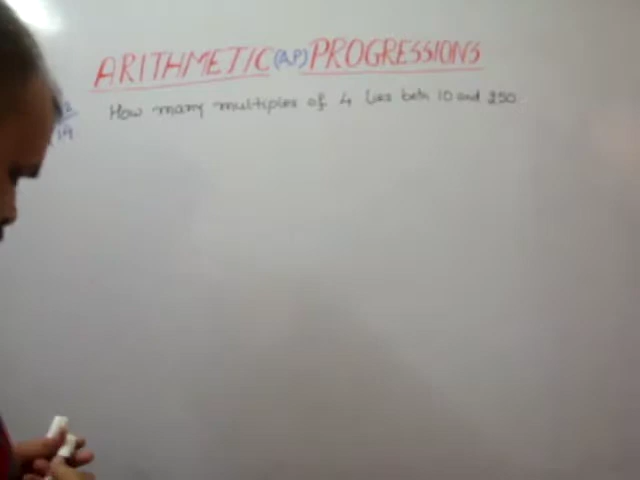 ARITHMETIC (A.P) PROGRESSIONS
How many multiples of 4 lies betn 10 and 250.